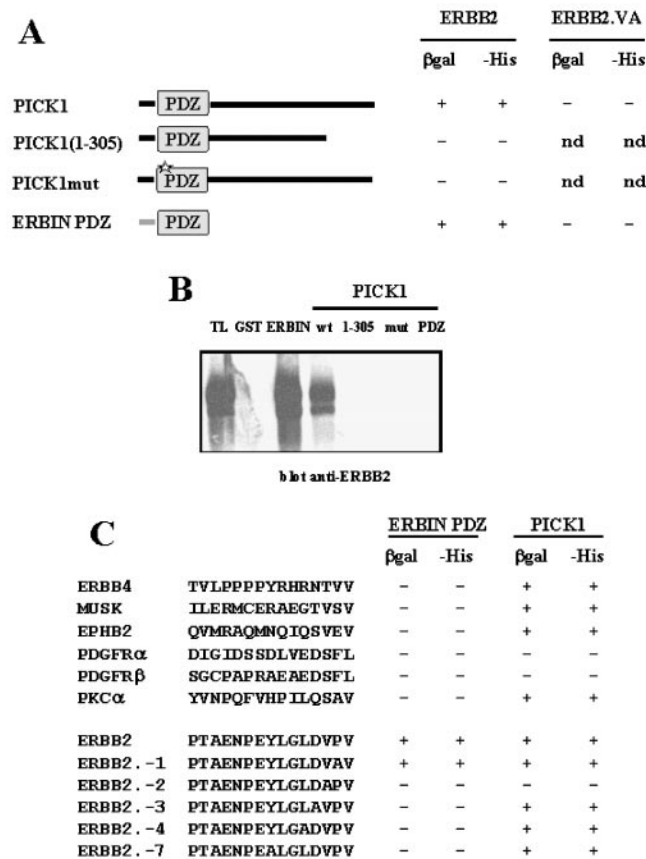 A
ERBB2 ERBB2.VA
βgal -His βgal -His
PICK1 PDZ + + − −
PICK1(1-305) PDZ − − nd nd
PICK1mut PDZ − − nd nd
ERBIN PDZ PDZ + + − −
B
PICK1
TL GST ERBIN wt 1-305 mut PDZ
blot anti-ERBB2
C
ERBIN PDZ PICK1
βgal -His βgal -His
ERBB4 TVLPPPPYRHRNTVV − − + +
MUSK ILERMCERAEGTVSV − − + +
EPHB2 QVMRAQMNQIQSVEV − − + +
PDGFRα DIGIDSSDLVEDSFL − − − −
PDGFRβ SGCPAPRAEAEDSFL − − − −
PKCα YVNPQFVHPILQSAV − − + +
ERBB2 PTAENPEYLGLDVPV + + + +
ERBB2.-1 PTAENPEYLGLDVAV + + + +
ERBB2.-2 PTAENPEYLGLDAPV − − − −
ERBB2.-3 PTAENPEYLGLAVPV − − + +
ERBB2.-4 PTAENPEYLGADVPV − − + +
ERBB2.-7 PTAENPEALGLDVPV − − + +